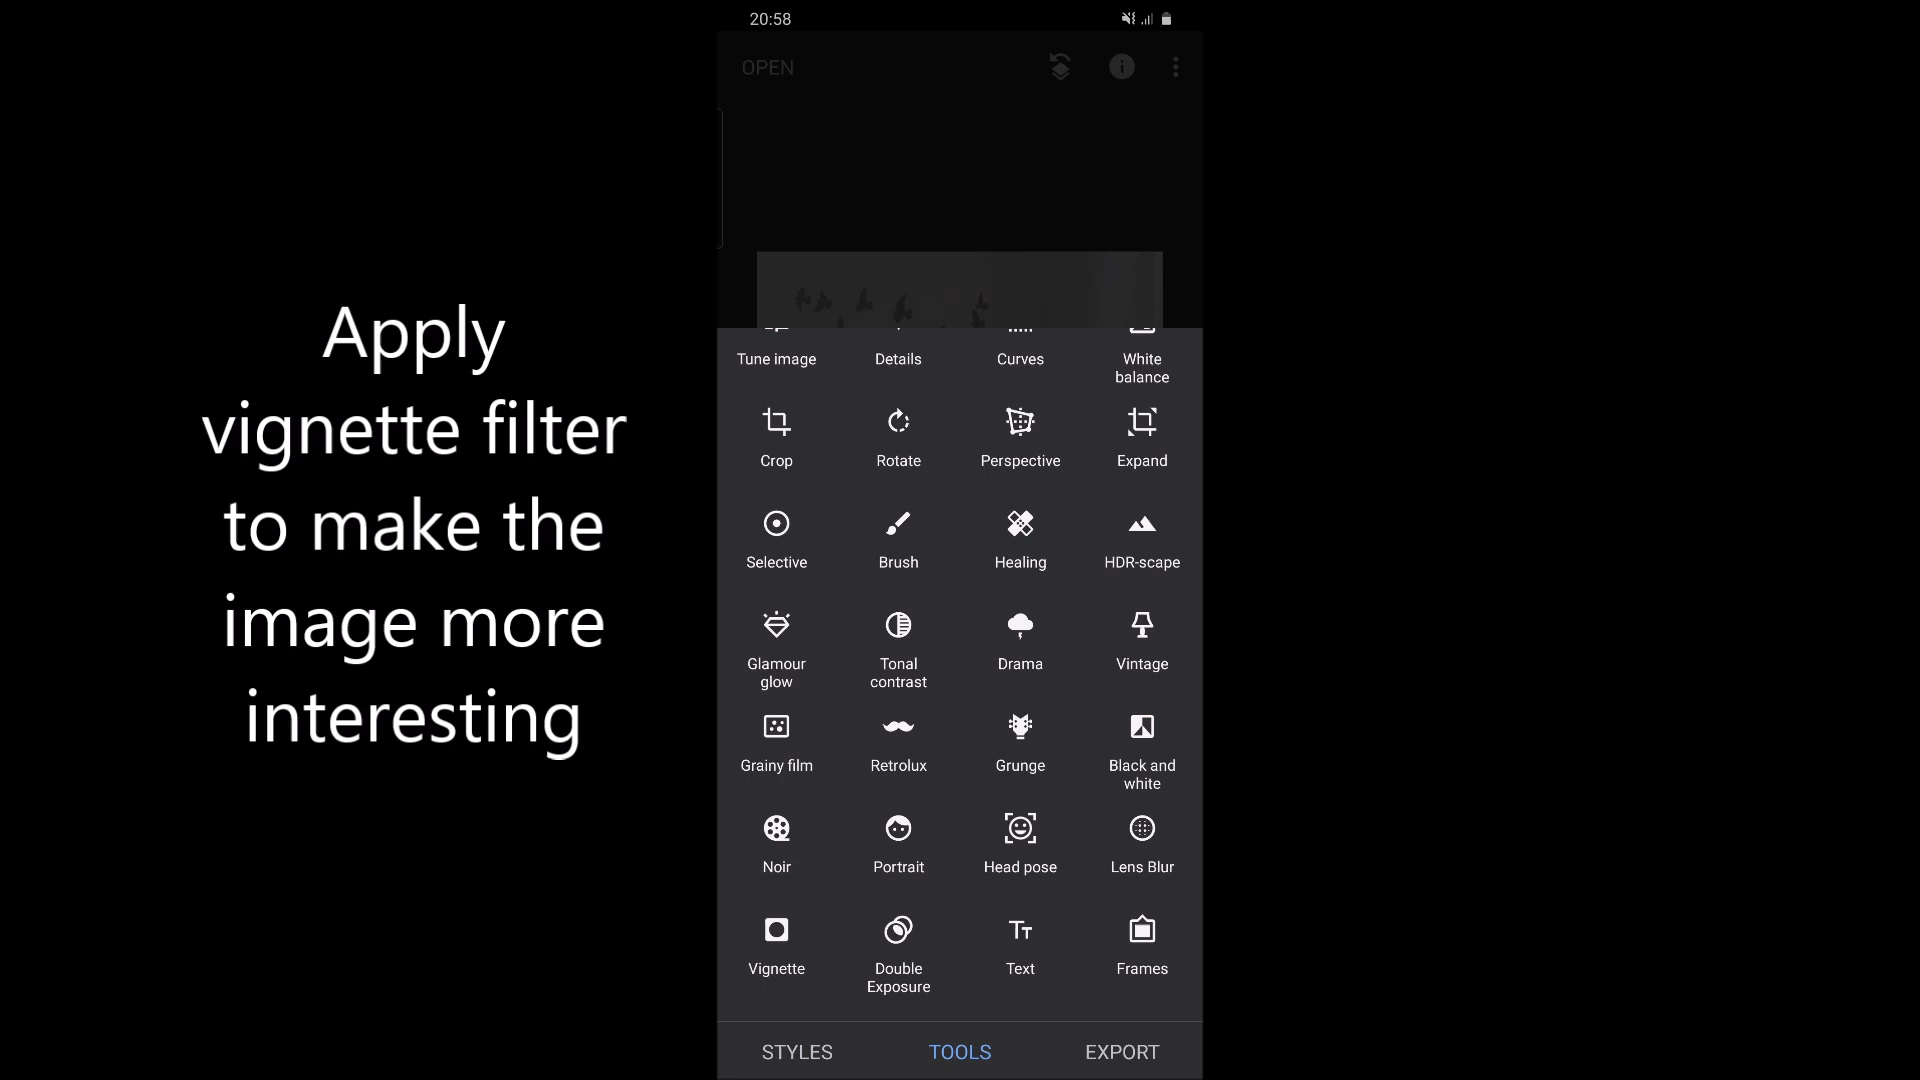 Apply
vignette filter
to make the
image more
interesting
20:58
OPEN
Tune image
Details
Curves
White
balance
Crop
Rotate
Perspective
Expand
Selective
Brush
Healing
HDR-scape
Glamour
glow
Tonal
contrast
Drama
Vintage
Grainy film
Retrolux
Grunge
Black and
white
Noir
Portrait
Head pose
Lens Blur
Vignette
Double
Exposure
Text
Frames
STYLES
TOOLS
EXPORT